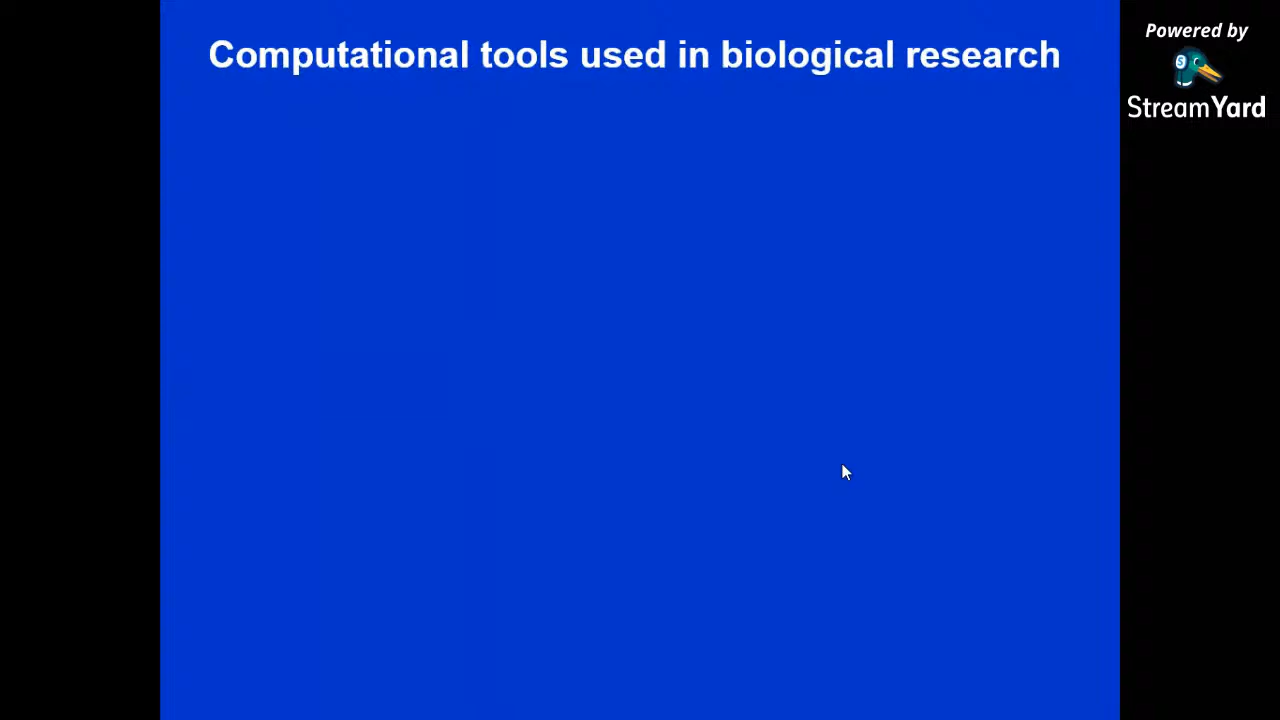 Computational tools used in biological research
Powered by
StreamYard